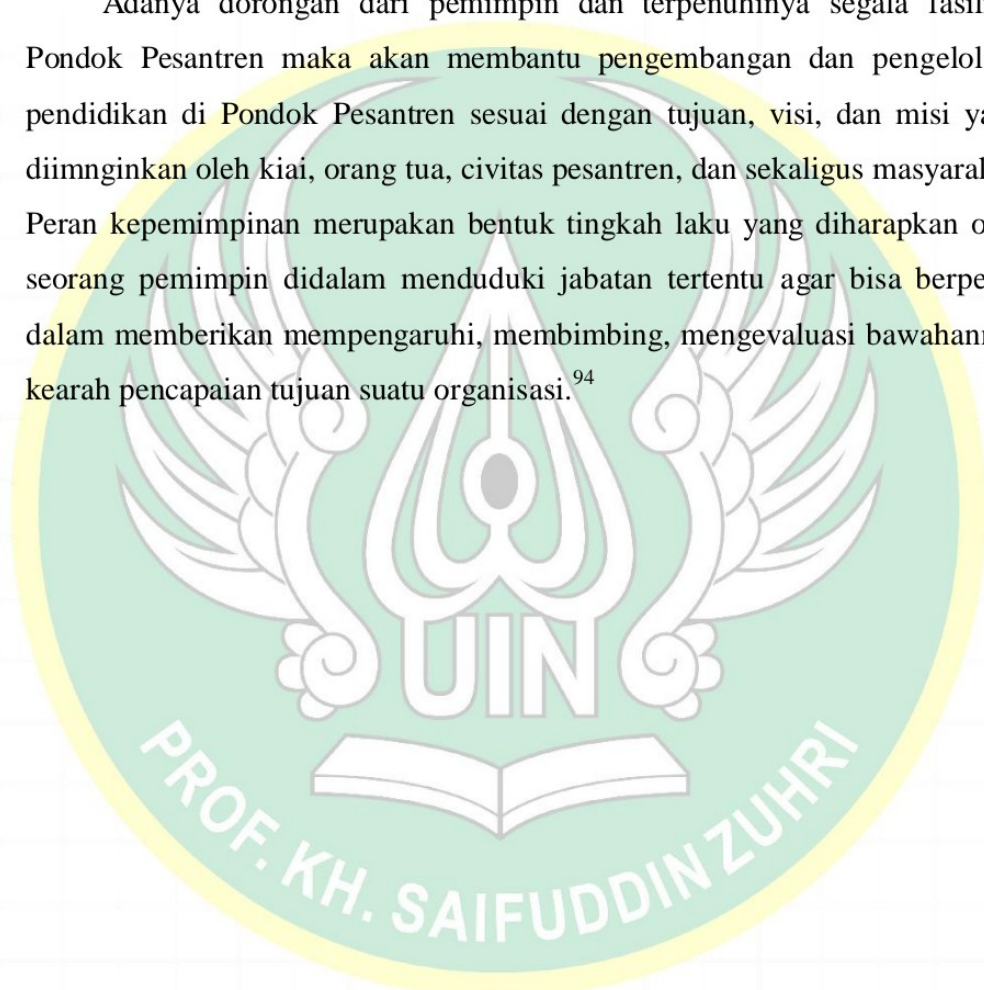 Adanya dorongan dari pemimpin dan terpenuhinya segala fasil
Pondok Pesantren maka akan membantu pengembangan dan pengelol
pendidikan di Pondok Pesantren sesuai dengan tujuan, visi, dan misi ya
diimnginkan oleh kiai, orang tua, civitas pesantren, dan sekaligus masyarak
Peran kepemimpinan merupakan bentuk tingkah laku yang diharapkan o
seorang pemimpin didalam menduduki jabatan tertentu agar bisa berpe
dalam memberikan mempengaruhi, membimbing, mengevaluasi bawahann
kearah pencapaian tujuan suatu organisasi.94
UIN
PROF. KH. SAIFUDDIN ZUHRI